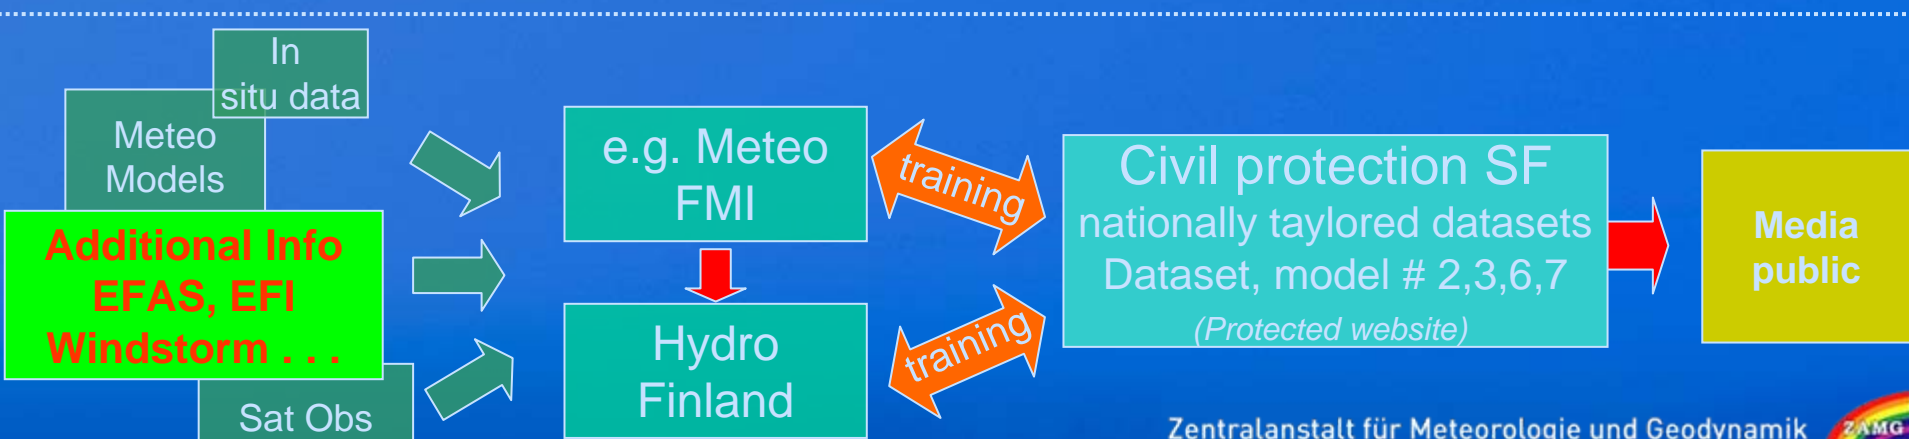 In
situ data
Meteo
Models
Additional Info
EFAS, EFI
Windstorm . . .
Sat Obs
e.g. Meteo
FMI
Hydro
Finland
training
training
Civil protection SF
nationally taylored datasets
Dataset, model # 2,3,6,7
(Protected website)
Media
public
Zentralanstalt für Meteorologie und Geodynamik
ZAMG